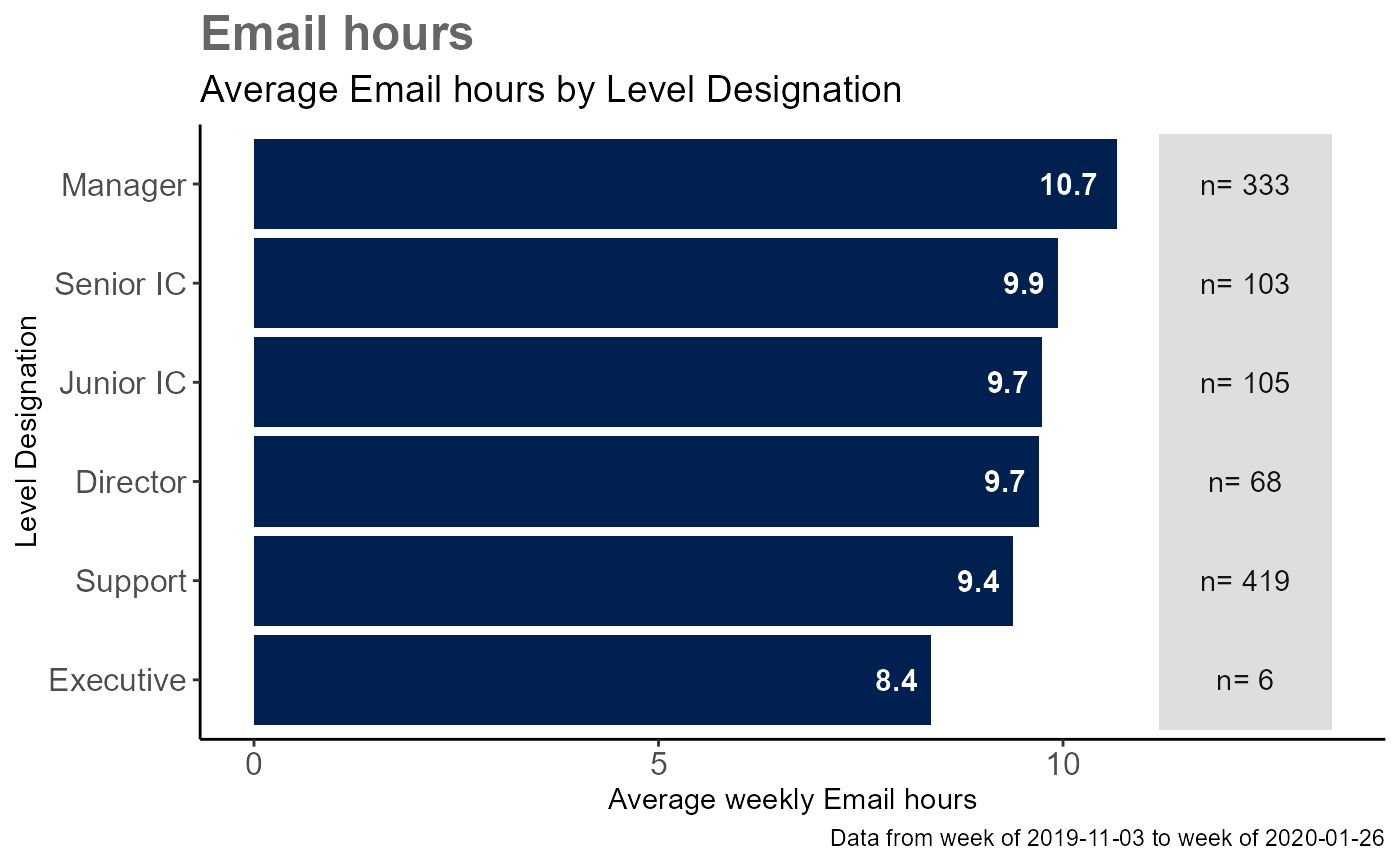 Email hours
Average Email hours by Level Designation
Level Designation
Manager 10.7 n= 333
Senior IC 9.9 n= 103
Junior IC 9.7 n= 105
Director 9.7 n= 68
Support 9.4 n= 419
Executive 8.4 n= 6
0 5 10
Average weekly Email hours
Data from week of 2019-11-03 to week of 2020-01-26